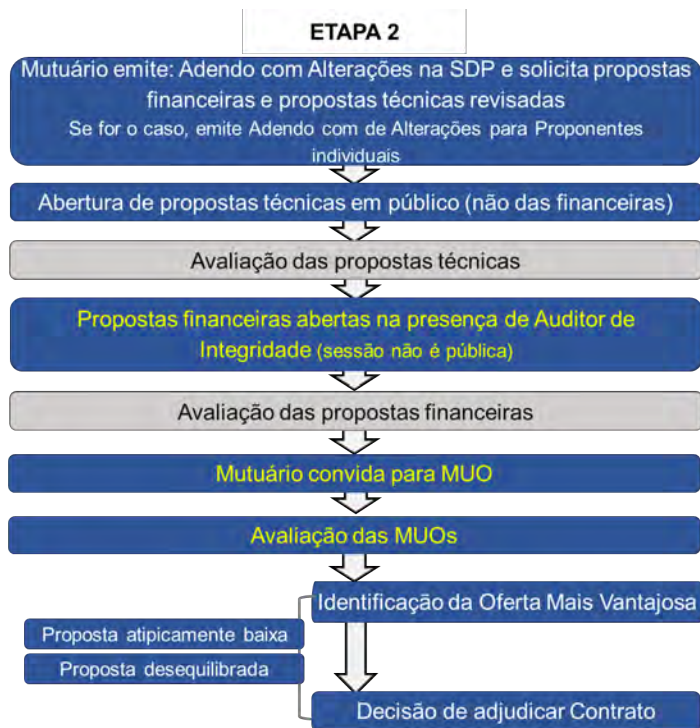 ETAPA 2
Mutuário emite: Adendo com Alterações na SDP e solicita propostas
financeiras e propostas técnicas revisadas
Se for o caso, emite Adendo com de Alterações para Proponentes
individuais
Abertura de propostas técnicas em público (não das financeiras)
Avaliação das propostas técnicas
Propostas financeiras abertas na presença de Auditor de
Integridade (sessão não é pública)
Avaliação das propostas financeiras
Mutuário convida para MUO
Avaliação das MUOs
Identificação da Oferta Mais Vantajosa
Proposta atipicamente baixa
Proposta desequilibrada
Decisão de adjudicar Contrato